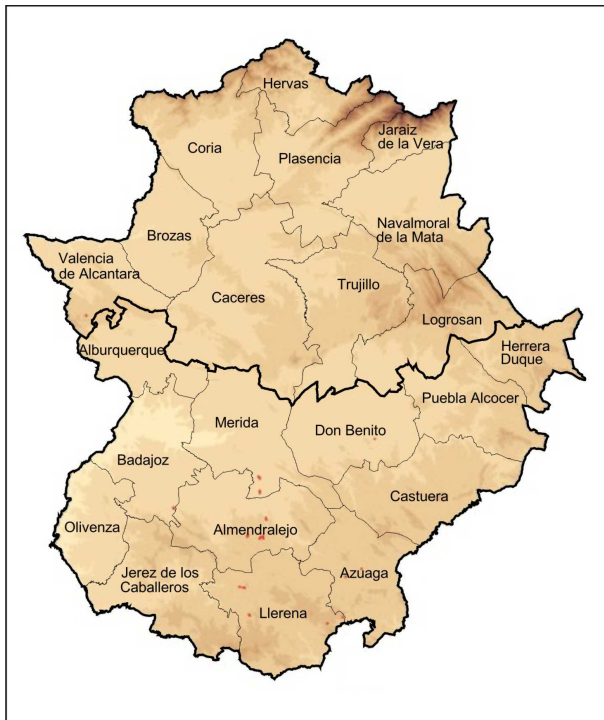 Hervas
Jaraiz
de la Vera
Coria
Plasencia
Navalmoral
de la Mata
Brozas
Valencia
de Alcantara
Trujillo
Caceres
Logrosan
Alburquerque
Herrera
Duque
Puebla Alcocer
Merida
Don Benito
Badajoz
Castuera
Olivenza
Almendralejo
Jerez de los
Caballeros
Azuaga
Llerena